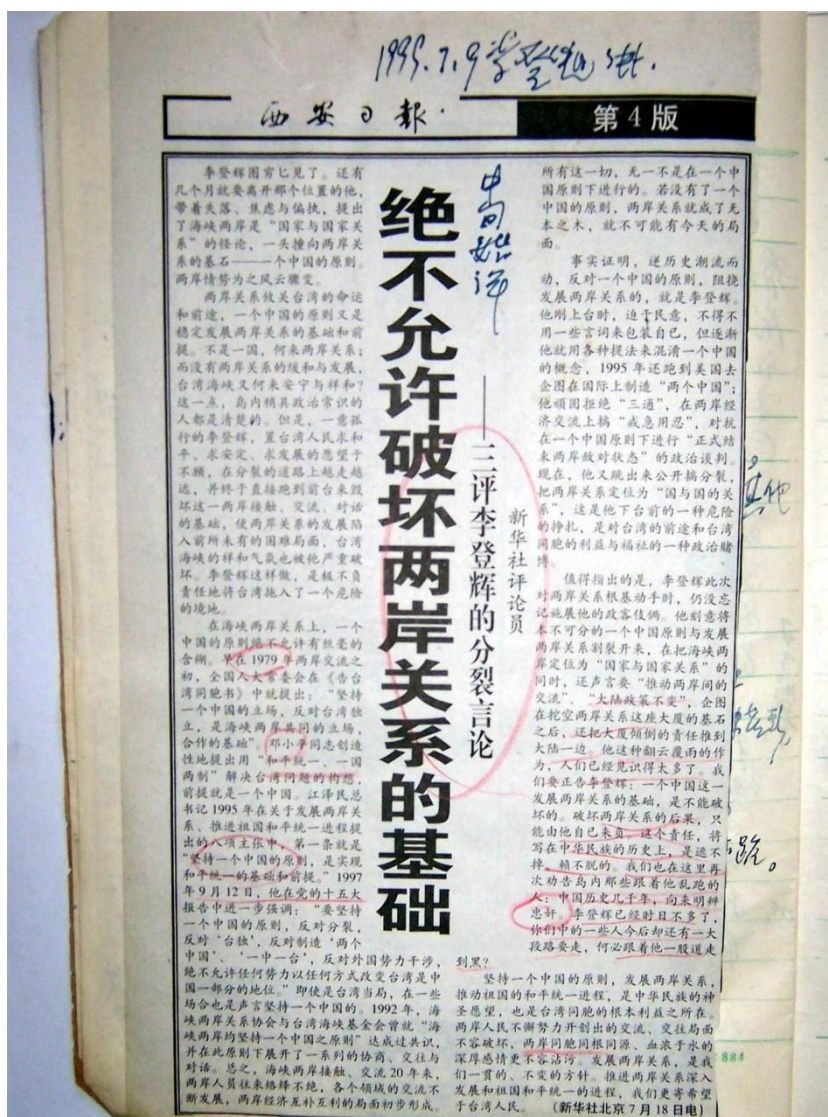 1999.7.9
西安日報
第4版
绝不允许破坏两岸关系的基础
——三评李登辉的分裂言论
新华社评论员
李登辉图穷匕见了。还有
几个月就要离开那个位置的他，
带着失落、焦虑与偏执，提出
了海峡两岸是“国家与国家关
系”的怪论，一头撞向两岸关
系的基石——一个中国的原则。
两岸情势为之风云骤变。
两岸关系攸关台湾的命运
和前途，一个中国的原则又是
稳定发展两岸关系的基础和前
提。不是一国，何来两岸关系；
而没有两岸关系的缓和与发展，
台湾海峡又何来安宁与祥和？
这一点，岛内稍具政治常识的
人都是清楚的。但是，一意孤
行的李登辉，置台湾人民求和
平、求安定、求发展的愿望于
不顾，在分裂的道路上越走越
远，并终于直接跑到前台来毁
坏这一两岸接触、交流、对话
的基础，使两岸关系的发展陷
入前所未有的困难局面，台湾
海峡的祥和气氛也被他严重破
坏。李登辉这样做，是极不负
责任地将台湾拖入了一个危险
的境地。
在海峡两岸关系上，一个
中国的原则绝不允许有丝毫的
含糊。早在1979年两岸交流之
初，全国人大常委会在《告台
湾同胞书》中就提出：“坚持
一个中国的立场，反对台湾独
立，是海峡两岸共同的立场，
合作的基础”。邓小平同志创造
性地提出用“和平统一、一国
两制”解决台湾问题的构想，
前提就是一个中国。江泽民总
书记1995年在关于发展两岸关
系、推进祖国和平统一进程提
出的八项主张中，第一条就是
“坚持一个中国的原则，是实现
和平统一的基础和前提。”1997
年9月12日，他在党的十五大
报告中进一步强调：“要坚持
一个中国的原则，反对分裂，
反对‘台独’，反对制造‘两个
中国’、‘一中一台’，反对外国势力干涉，
绝不允许任何势力以任何方式改变台湾是中
国一部分的地位。”即使是台湾当局，在一些
场合也是声言坚持一个中国的。1992年，海
峡两岸关系协会与台湾海峡基金会曾就“海
峡两岸均坚持一个中国之原则”达成过共识，
并在此原则下展开了一系列的协商、交往与
对话。总之，海峡两岸接触、交流20年来，
两岸人员往来络绎不绝，各个领域的交流不
断发展，两岸经济互补互利的局面初步形成。
所有这一切，无一不是在一个中
国原则下进行的。若没有了一个
中国的原则，两岸关系就成了无
本之木，就不可能有今天的局
面。
事实证明，逆历史潮流而
动，反对一个中国的原则，阻挠
发展两岸关系的，就是李登辉。
他刚上台时，迫于民意，不得不
用一些言词来包装自己，但逐渐
他就用各种提法来混淆一个中国
的概念，1995年还跑到美国去
企图在国际上制造“两个中国”；
他顽固拒绝“三通”，在两岸经
济交流上搞“戒急用忍”，对抗
在一个中国原则下进行“正式结
束两岸敌对状态”的政治谈判。
现在，他又跳出来公开搞分裂，
把两岸关系定位为“国与国的关
系”，这是他下台前的一种危险
的挣扎，是对台湾的前途和台湾
同胞的利益与福祉的一种政治赌
博。
值得指出的是，李登辉此次
对两岸关系根基动手时，仍没忘
记施展他的政客伎俩。他刻意将
本不可分的一个中国原则与发展
两岸关系割裂开来，在把海峡两
岸定位为“国家与国家关系”的
同时，还声言要“推动两岸间的
交流”、“大陆政策不变”，企图
在挖空两岸关系这座大厦的基石
之后，还把大厦倾倒的责任推到
大陆一边。他这种翻云覆雨的作
为，人们已经见识得太多了。我
们要正告李登辉：一个中国这一
发展两岸关系的基础，是不能破
坏的。破坏两岸关系的后果，只
能由他自己来负。这个责任，将
写在中华民族的历史上，是逃不
掉、赖不脱的。我们也在这里再
次劝告岛内那些跟着他乱跑的
人：中国历史几千年，向来明辨
忠奸。李登辉已经时日不多了，
你们中的一些人今后却还有一大
段路要走，何必跟着他一股道走
到黑？
坚持一个中国的原则，发展两岸关系，
推动祖国的和平统一进程，是中华民族的神
圣愿望，也是台湾同胞的根本利益之所在。
两岸人民不懈努力开创出的交流、交往局面
不容破坏，两岸同胞同根同源、血浓于水的
深厚感情更不容沾污。发展两岸关系，是我
们一贯的、不变的方针。推进两岸关系深入
发展和祖国和平统一的进程，我们更寄希望
于台湾人民。（新华社北京7月18日电）
其他